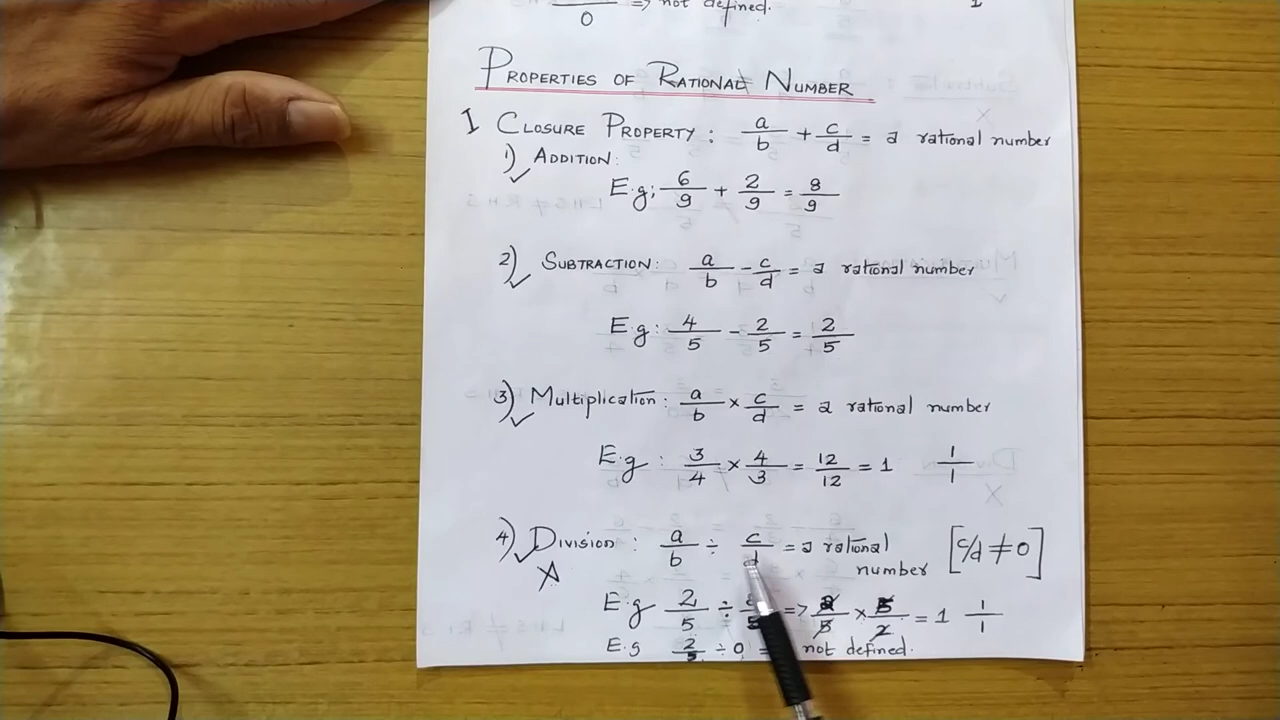 0 => not defined. 1
PROPERTIES OF RATIONAL NUMBER
I CLOSURE PROPERTY : a/b + c/d = a rational number
1) ADDITION:
E.g; 6/9 + 2/9 = 8/9
2) SUBTRACTION: a/b - c/d = a rational number
E.g: 4/5 - 2/5 = 2/5
3) Multiplication: a/b × c/d = a rational number
E.g: 3/4 × 4/3 = 12/12 = 1 1/1
4) Division : a/b ÷ c/d = a rational number [c/d ≠ 0]
E.g 2/5 ÷ => 2/5 × 5/2 = 1 1/1
E.g 2/5 ÷ 0 = not defined.